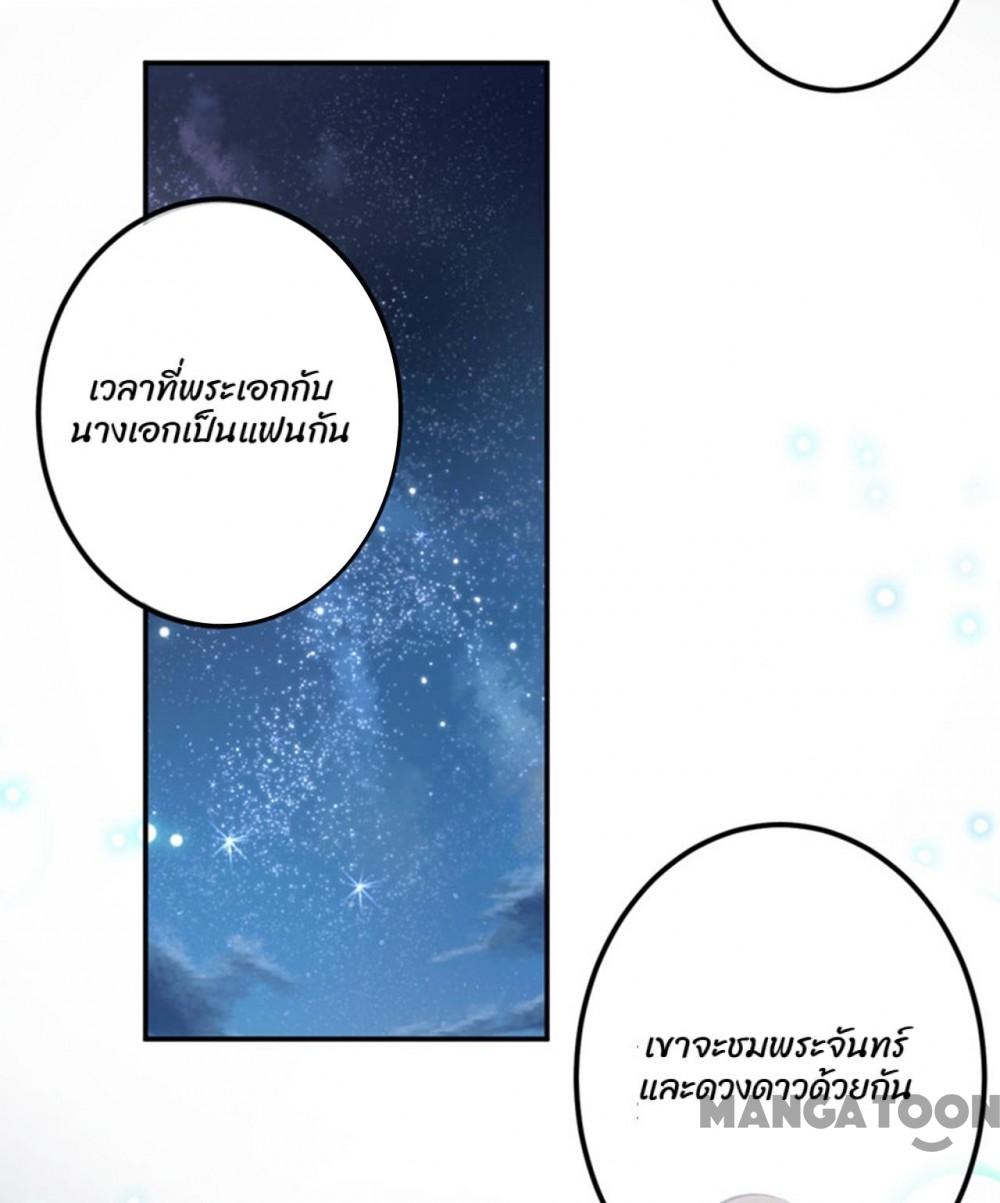 เวลาที่พระเอกกับ
นางเอกเป็นแฟนกัน
เขาจะชมพระจันทร์
และดวงดาวด้วยกัน
MANGATOON